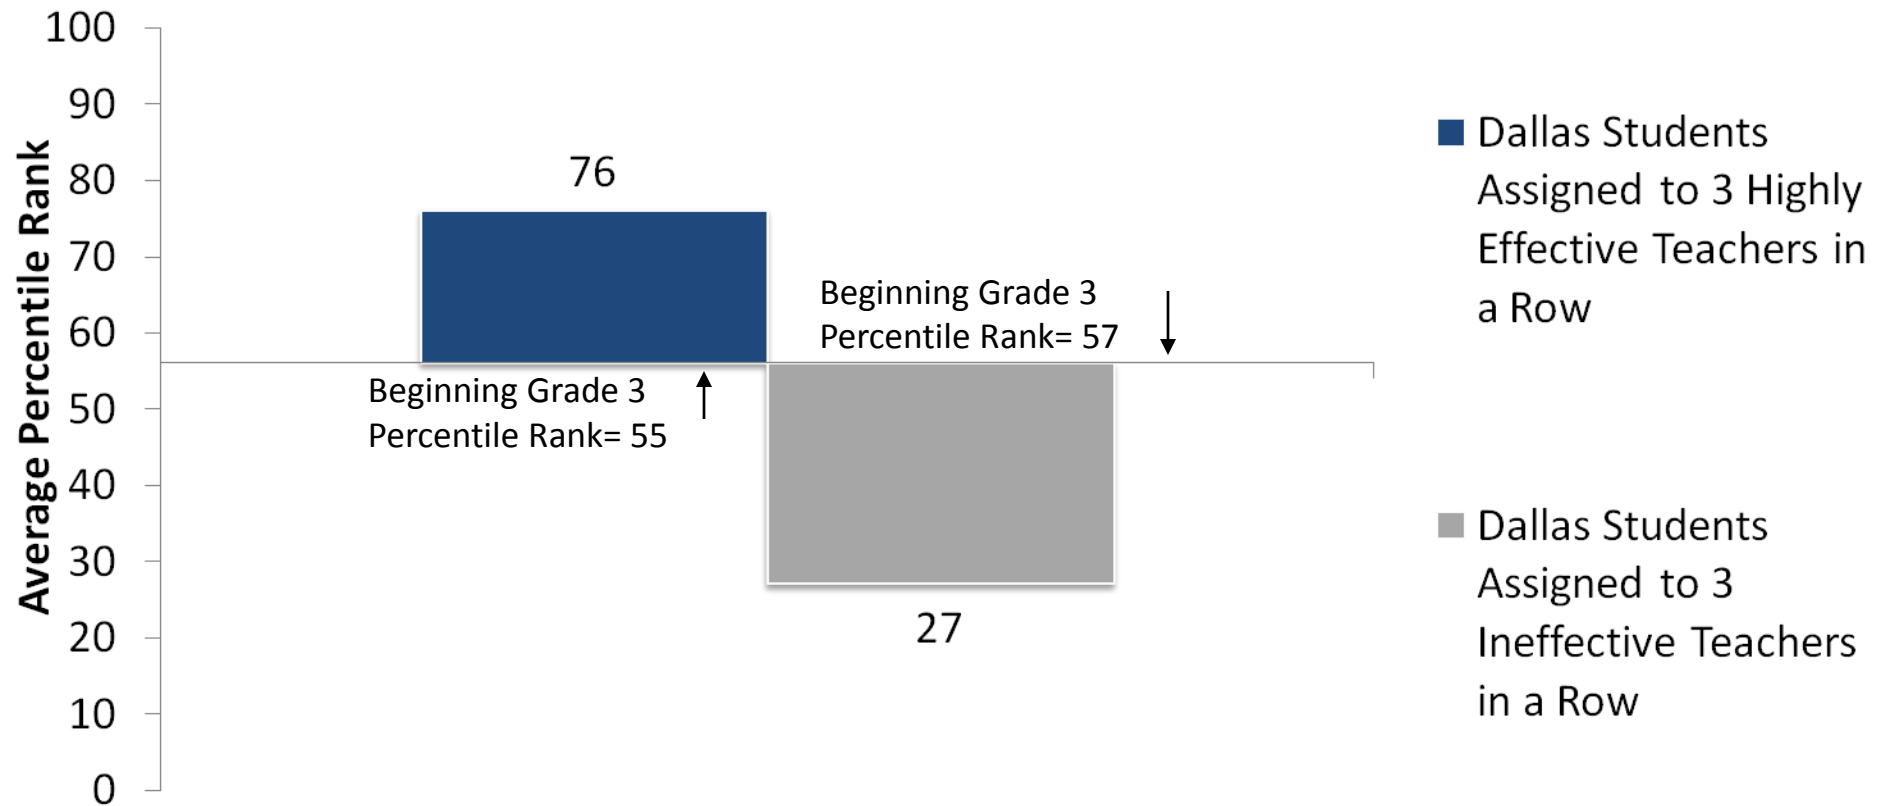 Average Percentile Rank
100
90
80
70
60
50
40
30
20
10
0
76
Beginning Grade 3
Percentile Rank= 55
Beginning Grade 3
Percentile Rank= 57
27
Dallas Students
Assigned to 3 Highly
Effective Teachers in
a Row
Dallas Students
Assigned to 3
Ineffective Teachers
in a Row